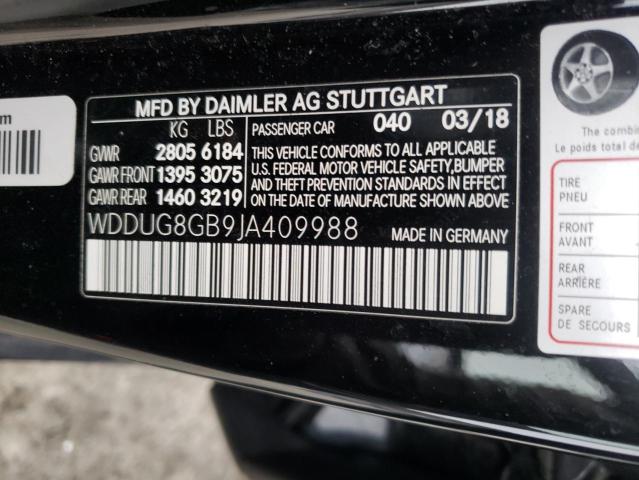 m
MFD BY DAIMLER AG STUTTGART
KG LBS
GVWR 2805 6184
GAWR FRONT 1395 3075
GAWR REAR 1460 3219
PASSENGER CAR 040 03/18
THIS VEHICLE CONFORMS TO ALL APPLICABLE
U.S. FEDERAL MOTOR VEHICLE SAFETY, BUMPER
AND THEFT PREVENTION STANDARDS IN EFFECT
ON THE DATE OF MANUFACTURE SHOWN ABOVE
WDDUG8GB9JA409988 MADE IN GERMANY
The combin
Le poids total de
TIRE
PNEU
FRONT
AVANT
REAR
ARRIÈRE
SPARE
DE SECOURS